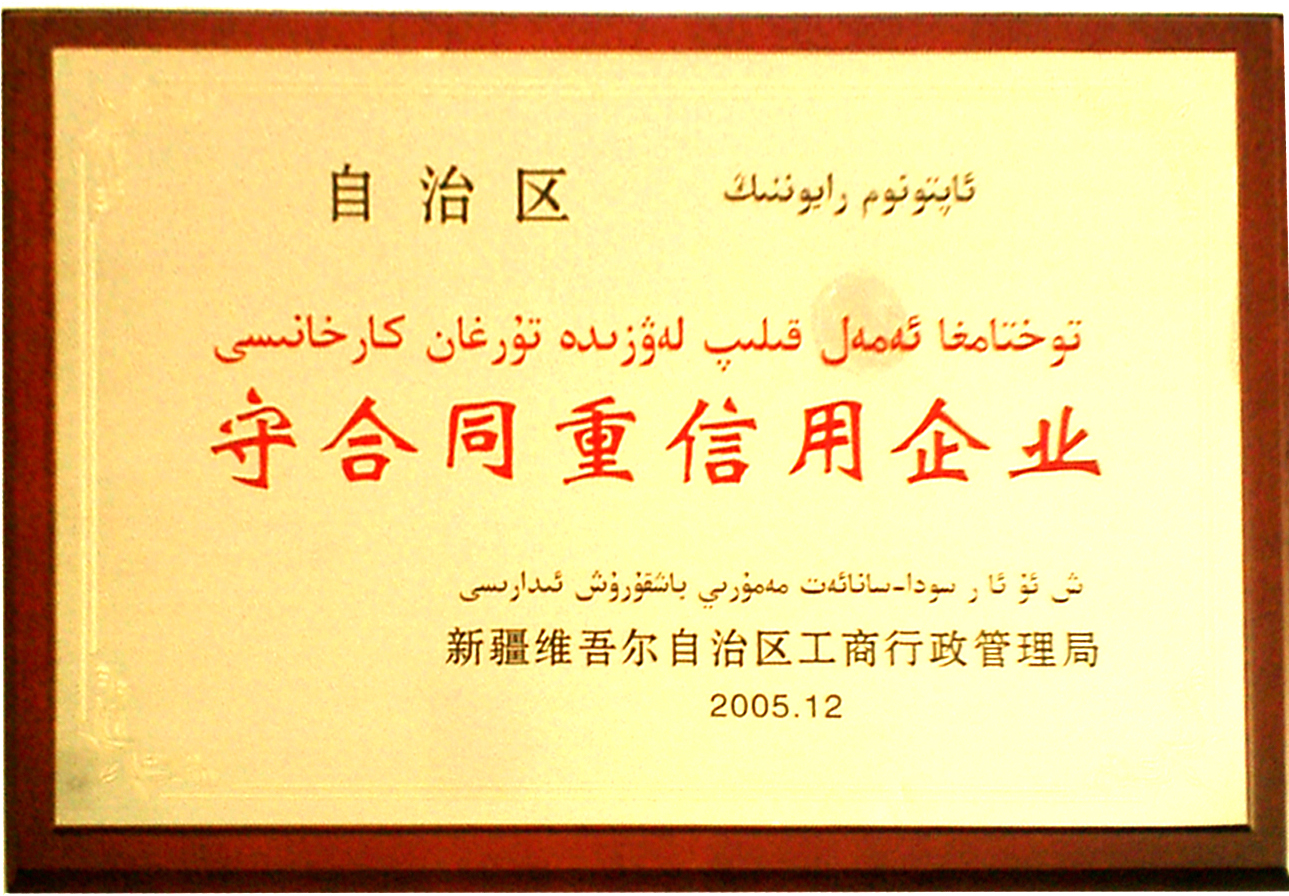 自治区 ئاپتونوم رايوننىڭ
توختامغا ئەمەل قىلىپ لەۋزىدە تۇرغان كارخانىسى
守合同重信用企业
ش ئۇ ئا ر سودا-سانائەت مەمۇرىي باشقۇرۇش ئىدارىسى
新疆维吾尔自治区工商行政管理局
2005.12